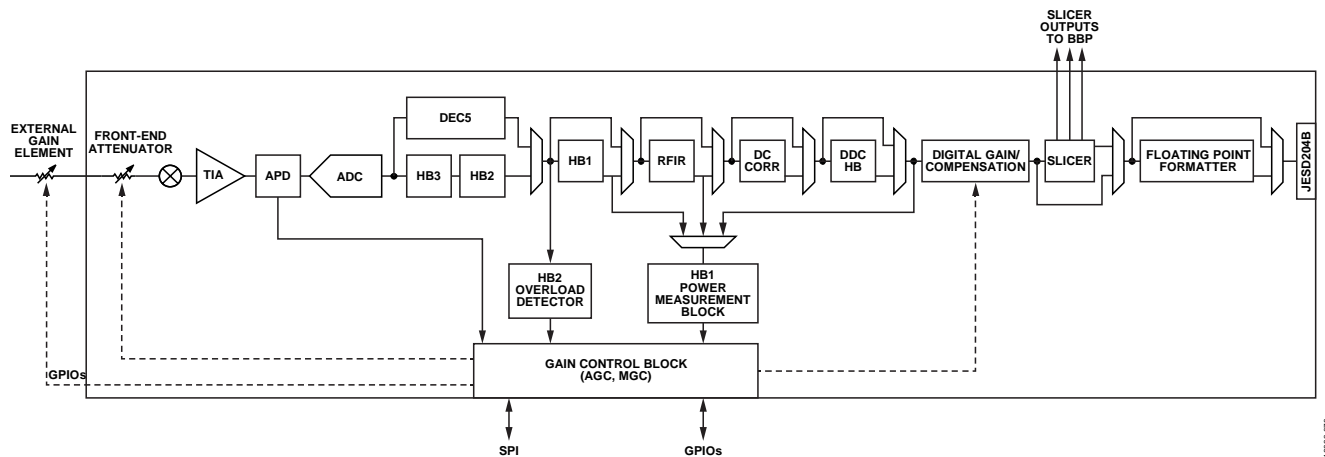 SLICER
OUTPUTS
TO BBP
EXTERNAL
GAIN
ELEMENT
FRONT-END
ATTENUATOR
TIA
APD
ADC
DEC5
HB3
HB2
HB1
RFIR
DC
CORR
DDC
HB
DIGITAL GAIN/
COMPENSATION
SLICER
FLOATING POINT
FORMATTER
JESD204B
HB2
OVERLOAD
DETECTOR
HB1
POWER
MEASUREMENT
BLOCK
GPIOs
GAIN CONTROL BLOCK
(AGC, MGC)
SPI
GPIOs